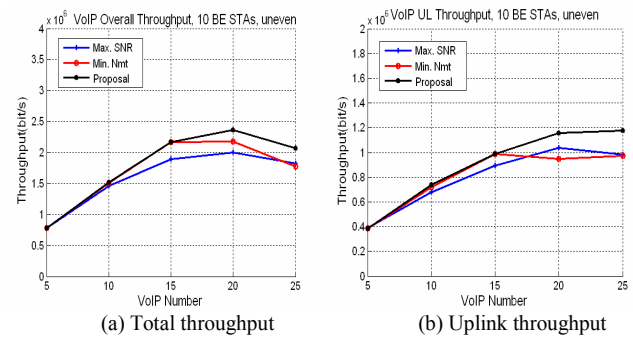 VoIP Overall Throughput, 10 BE STAs, uneven
x 10^6
Throughput(bit/s)
4
3.5
3
2.5
2
1.5
1
0.5
0
Max. SNR
Min. Nmt
Proposal
5 10 15 20 25
VoIP Number
(a) Total throughput
VoIP UL Throughput, 10 BE STAs, uneven
x 10^6
Throughput(bit/s)
2
1.8
1.6
1.4
1.2
1
0.8
0.6
0.4
0.2
0
Max. SNR
Min. Nmt
Proposal
5 10 15 20 25
VoIP Number
(b) Uplink throughput